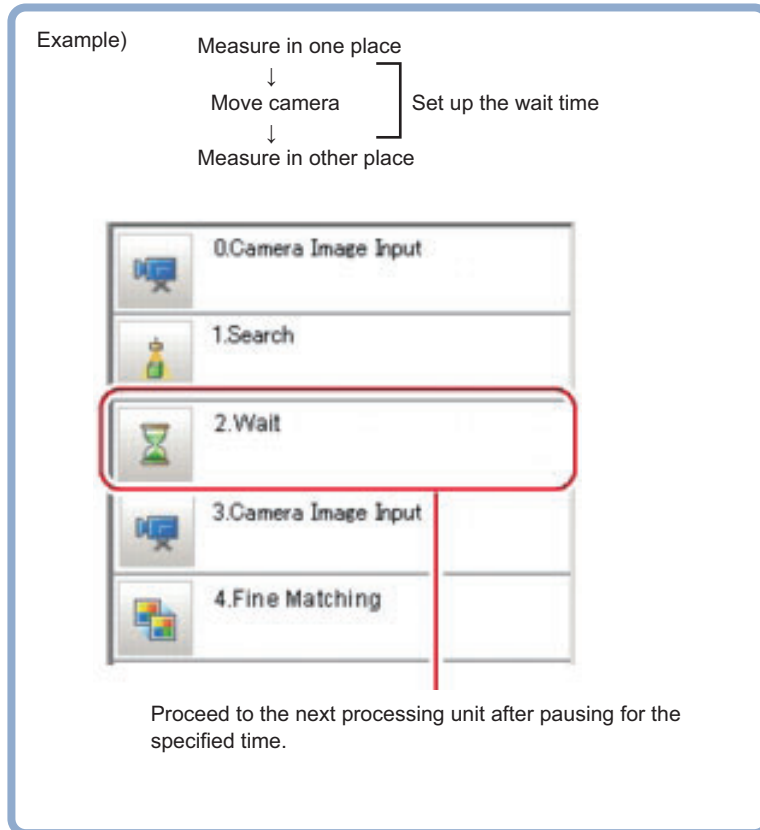 Example)
Measure in one place
↓
Move camera
Set up the wait time
↓
Measure in other place
0.Camera Image Input
1.Search
2.Wait
3.Camera Image Input
4.Fine Matching
Proceed to the next processing unit after pausing for the
specified time.